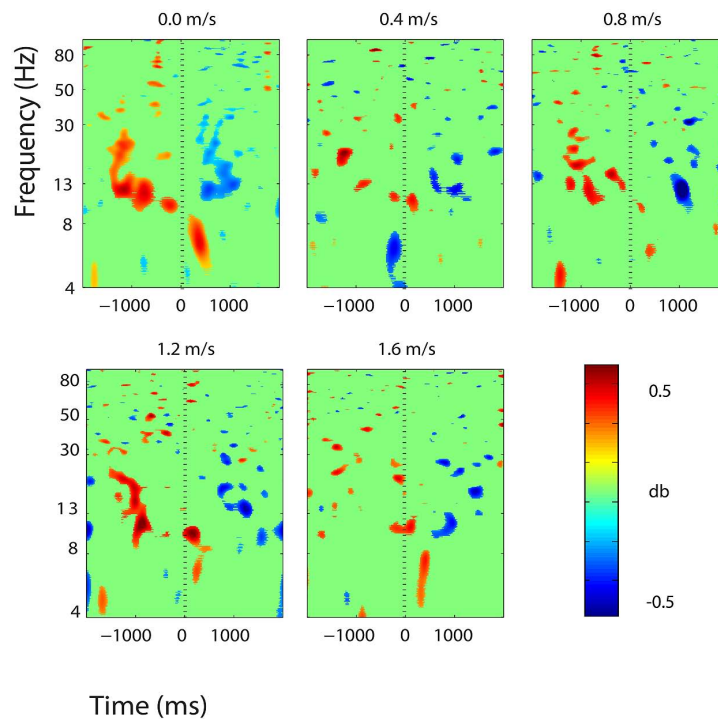 0.0 m/s 0.4 m/s 0.8 m/s
Frequency (Hz)
80
50
30
13
8
4
−1000 0 1000 −1000 0 1000 −1000 0 1000
1.2 m/s 1.6 m/s
80
50
30
13
8
4
0.5
db
-0.5
−1000 0 1000 −1000 0 1000
Time (ms)